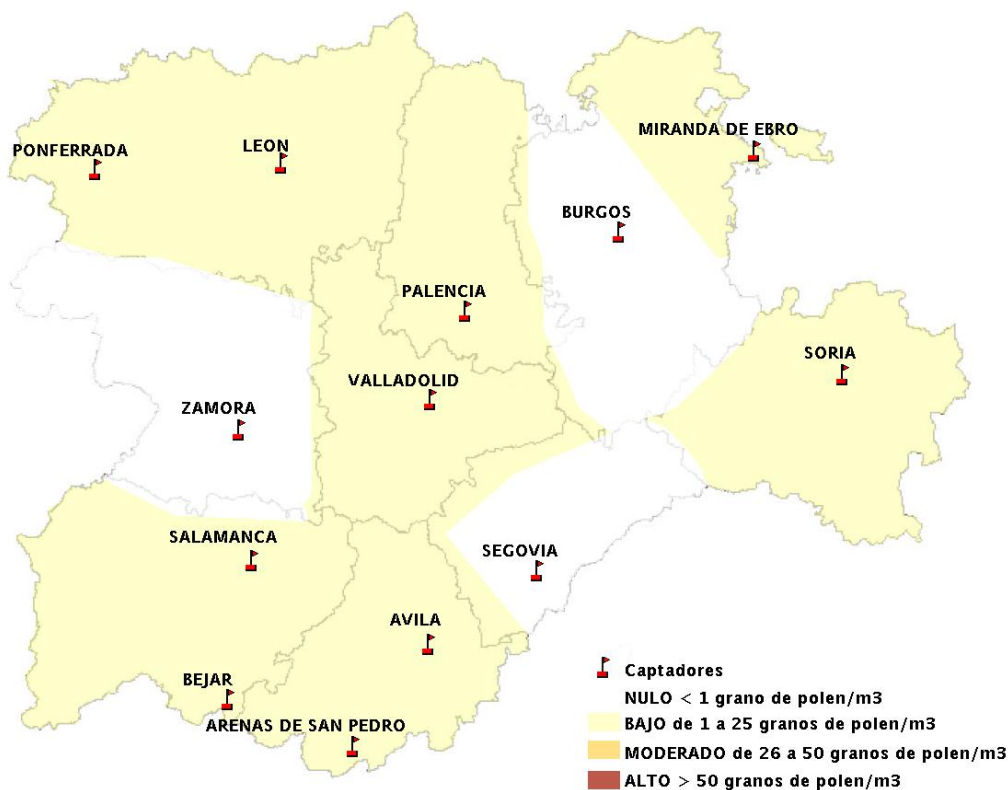 MIRANDA DE EBRO
PONFERRADA
LEON
BURGOS
PALENCIA
SORIA
VALLADOLID
ZAMORA
SALAMANCA
SEGOVIA
AVILA
BEJAR
ARENAS DE SAN PEDRO
Captadores
NULO < 1 grano de polen/m3
BAJO de 1 a 25 granos de polen/m3
MODERADO de 26 a 50 granos de polen/m3
ALTO > 50 granos de polen/m3